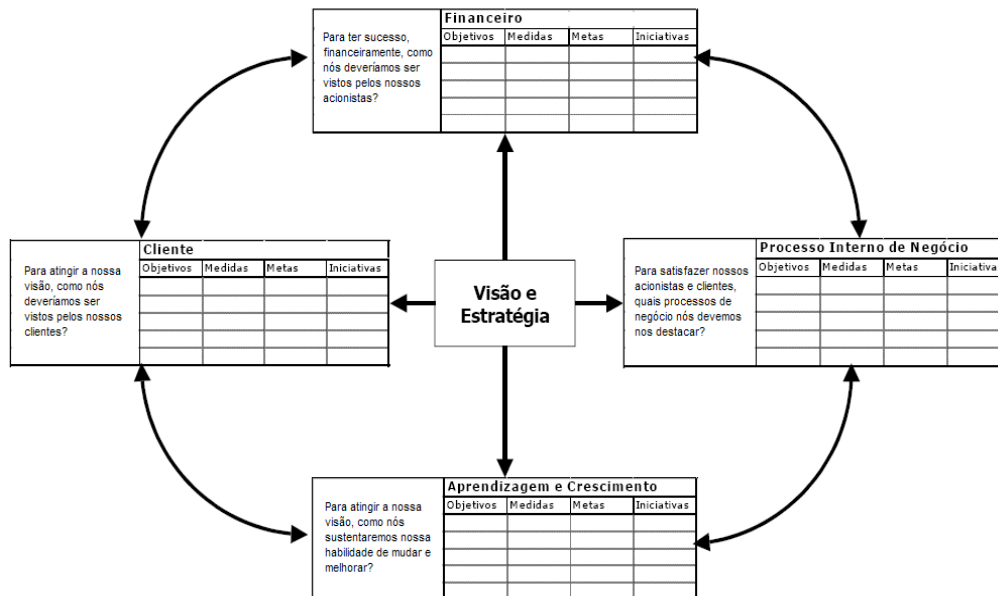 Financeiro
Para ter sucesso,
financeiramente, como
nós deveríamos ser
vistos pelos nossos
acionistas?
Objetivos Medidas Metas Iniciativas
Cliente
Para atingir a nossa
visão, como nós
deveríamos ser
vistos pelos nossos
clientes?
Objetivos Medidas Metas Iniciativas
Visão e
Estratégia
Processo Interno de Negócio
Para satisfazer nossos
acionistas e clientes,
quais processos de
negócio nós devemos
nos destacar?
Objetivos Medidas Metas Iniciativa
Aprendizagem e Crescimento
Para atingir a nossa
visão, como nós
sustentaremos nossa
habilidade de mudar e
melhorar?
Objetivos Medidas Metas Iniciativas